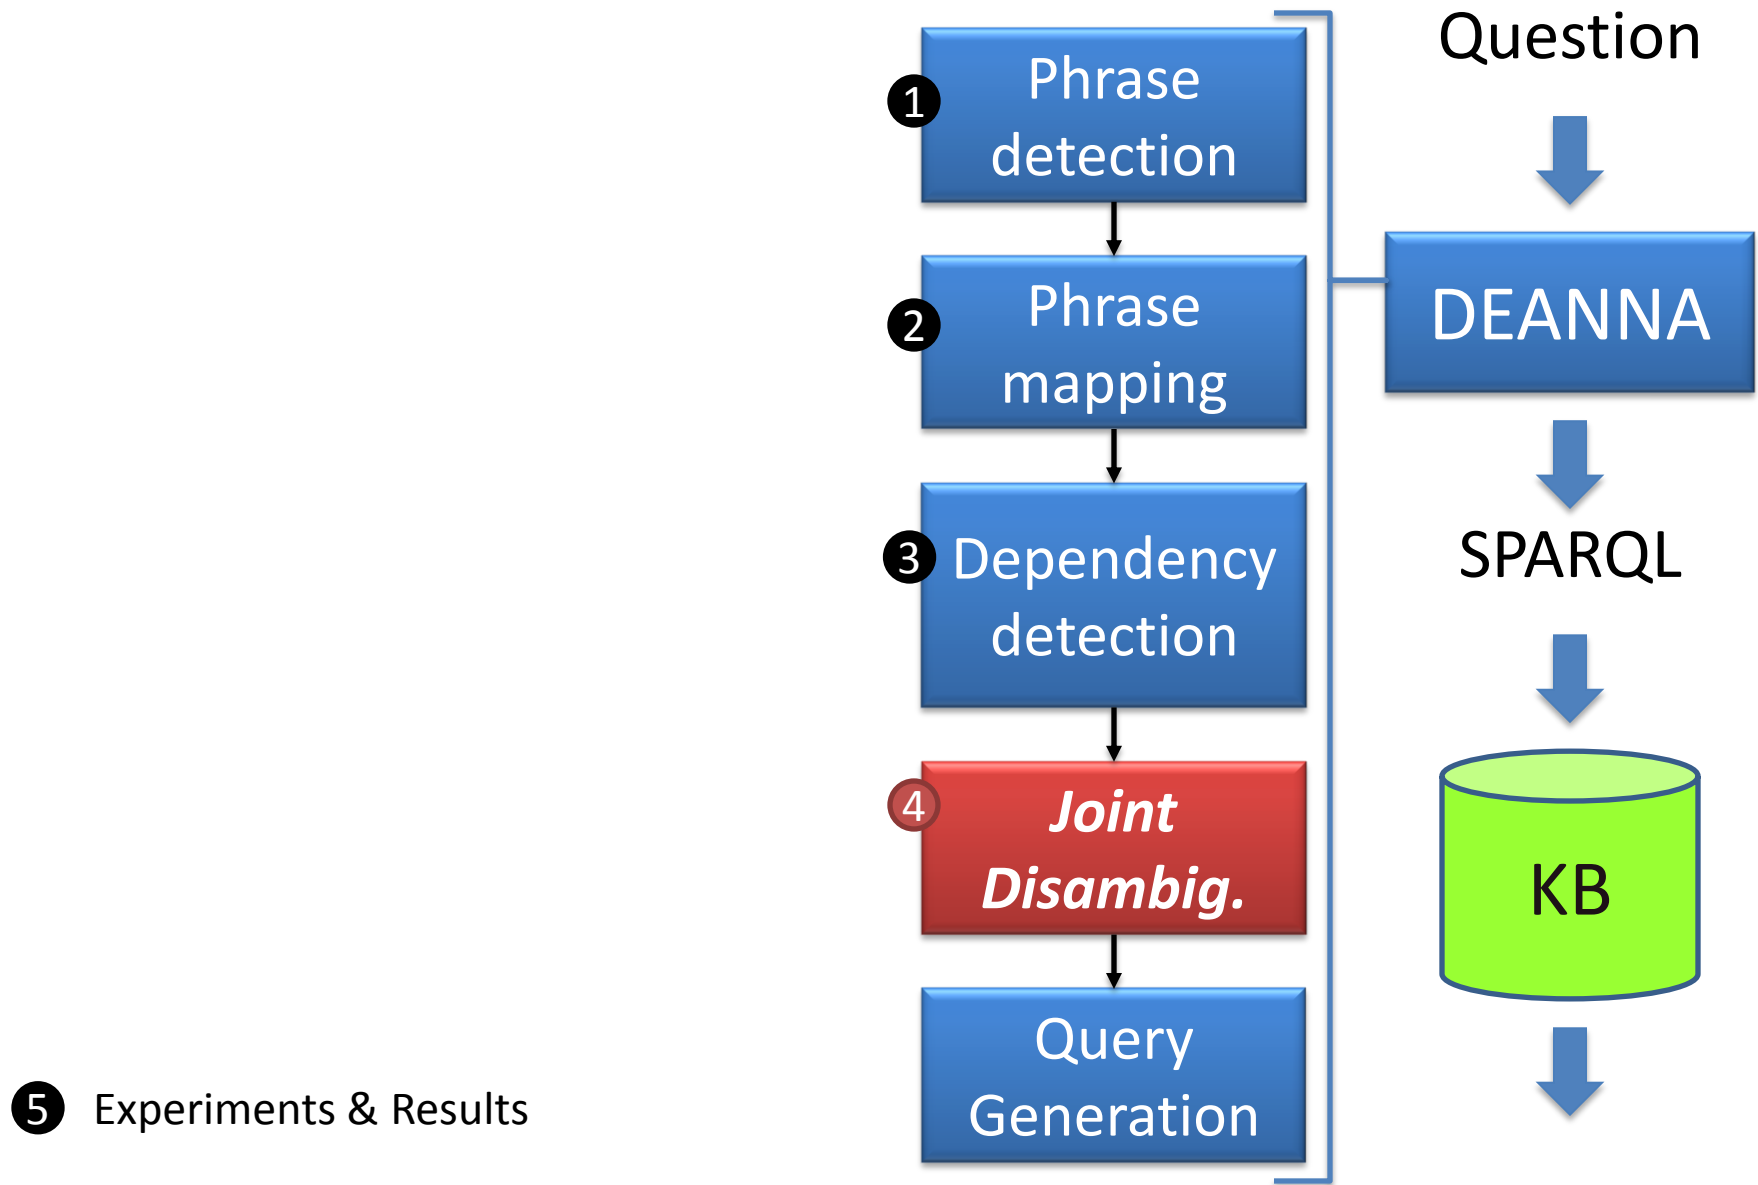 1
Phrase
detection
2
Phrase
mapping
3
Dependency
detection
4
Joint
Disambig.
Query
Generation
5 Experiments & Results
Question
DEANNA
SPARQL
KB